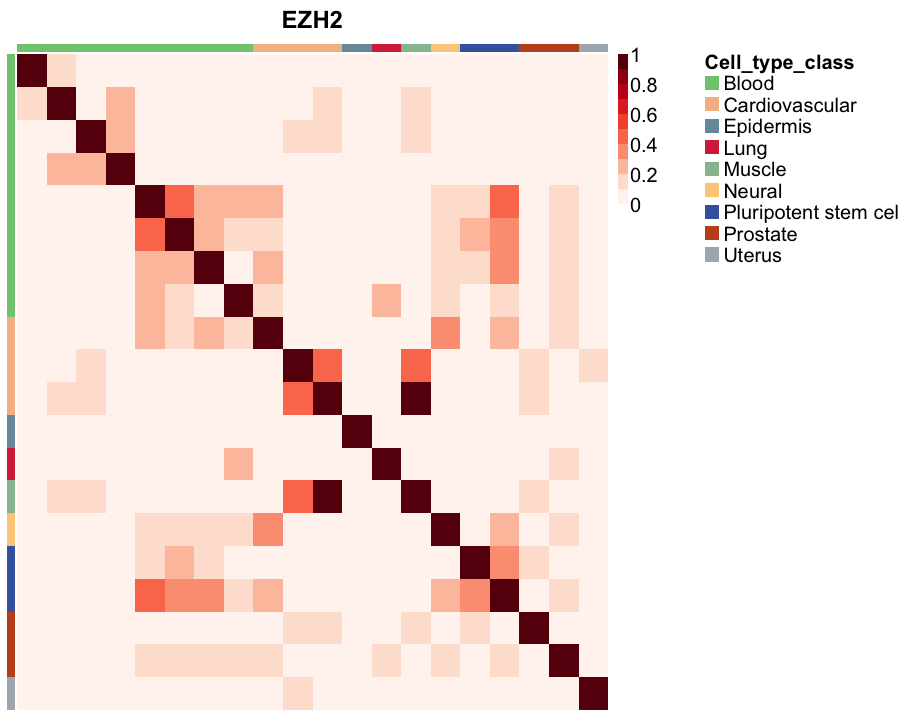 EZH2
1
0.8
0.6
0.4
0.2
0
Cell_type_class
Blood
Cardiovascular
Epidermis
Lung
Muscle
Neural
Pluripotent stem cel
Prostate
Uterus